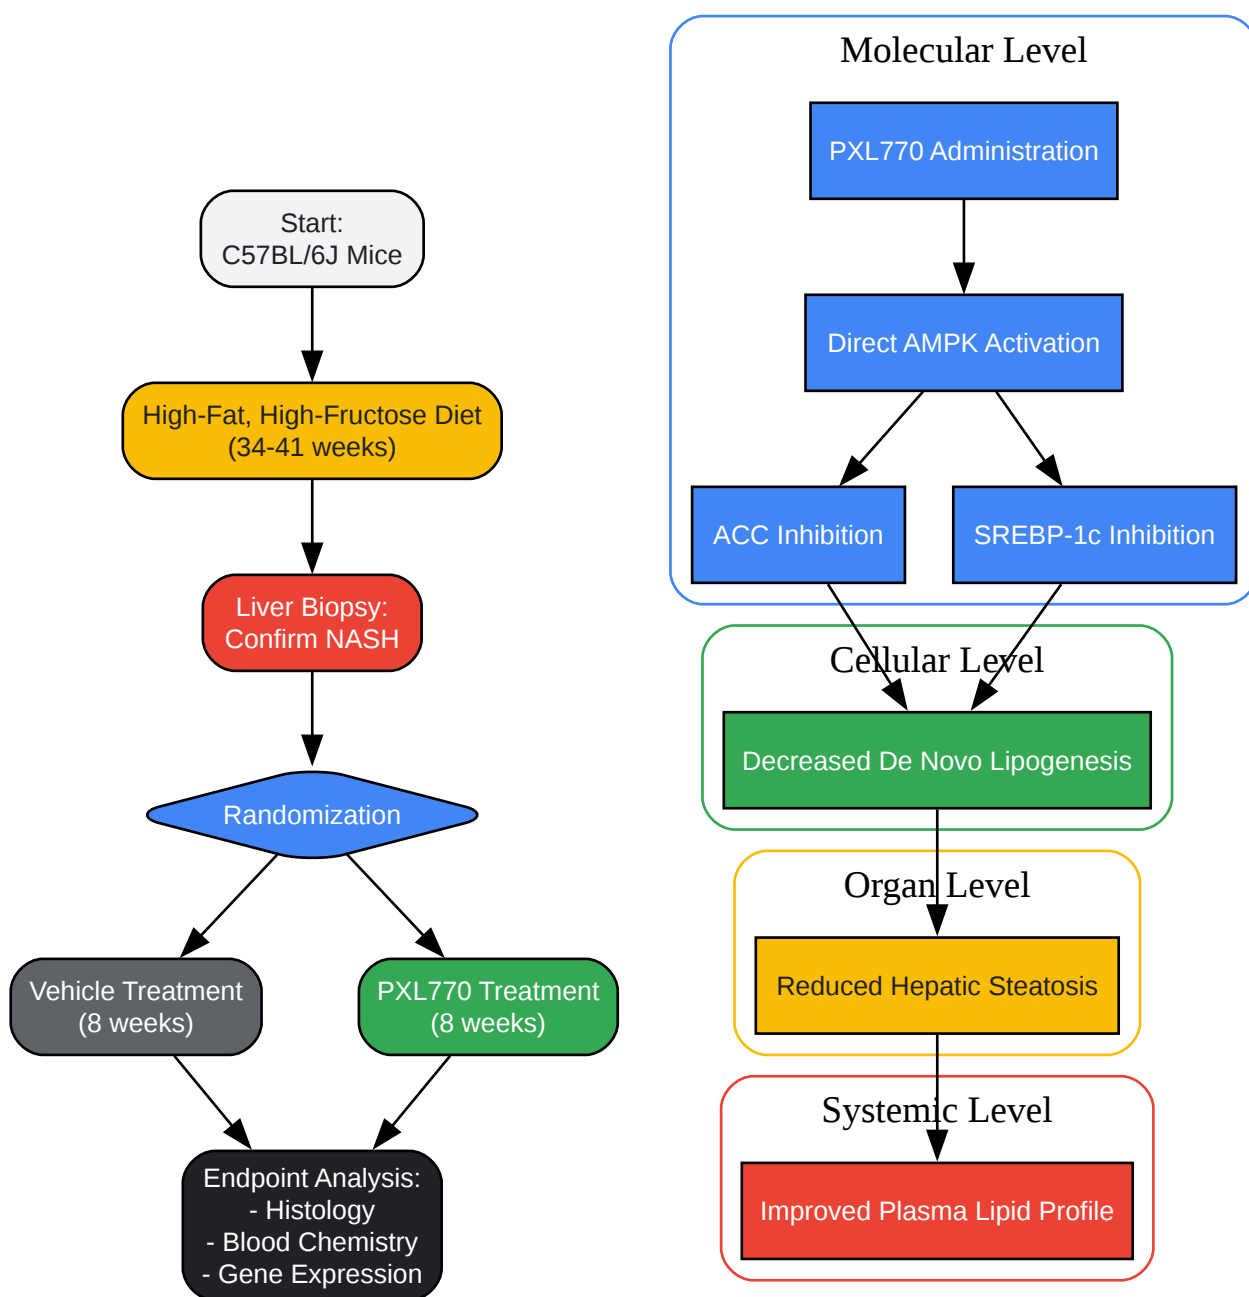 Start:
C57BL/6J Mice
High-Fat, High-Fructose Diet
(34-41 weeks)
Liver Biopsy:
Confirm NASH
Randomization
Vehicle Treatment
(8 weeks)
PXL770 Treatment
(8 weeks)
Endpoint Analysis:
- Histology
- Blood Chemistry
- Gene Expression
Molecular Level
PXL770 Administration
Direct AMPK Activation
ACC Inhibition
SREBP-1c Inhibition
Cellular Level
Decreased De Novo Lipogenesis
Organ Level
Reduced Hepatic Steatosis
Systemic Level
Improved Plasma Lipid Profile